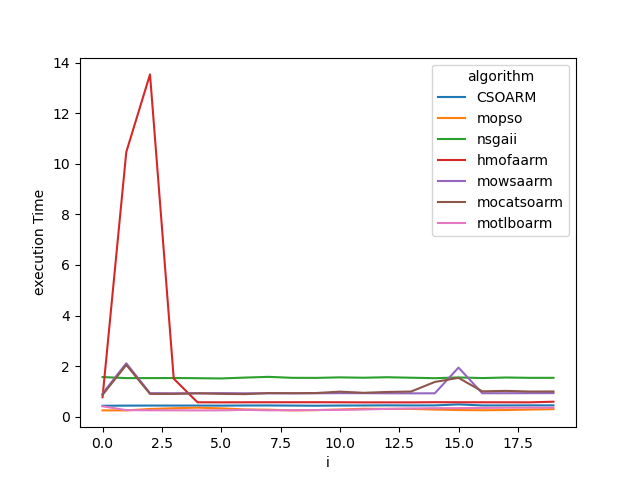 14
12
10
8
6
4
2
0
execution Time
0.0 2.5 5.0 7.5 10.0 12.5 15.0 17.5
i
algorithm
CSOARM
mopso
nsgaii
hmofaarm
mowsaarm
mocatsoarm
motlboarm